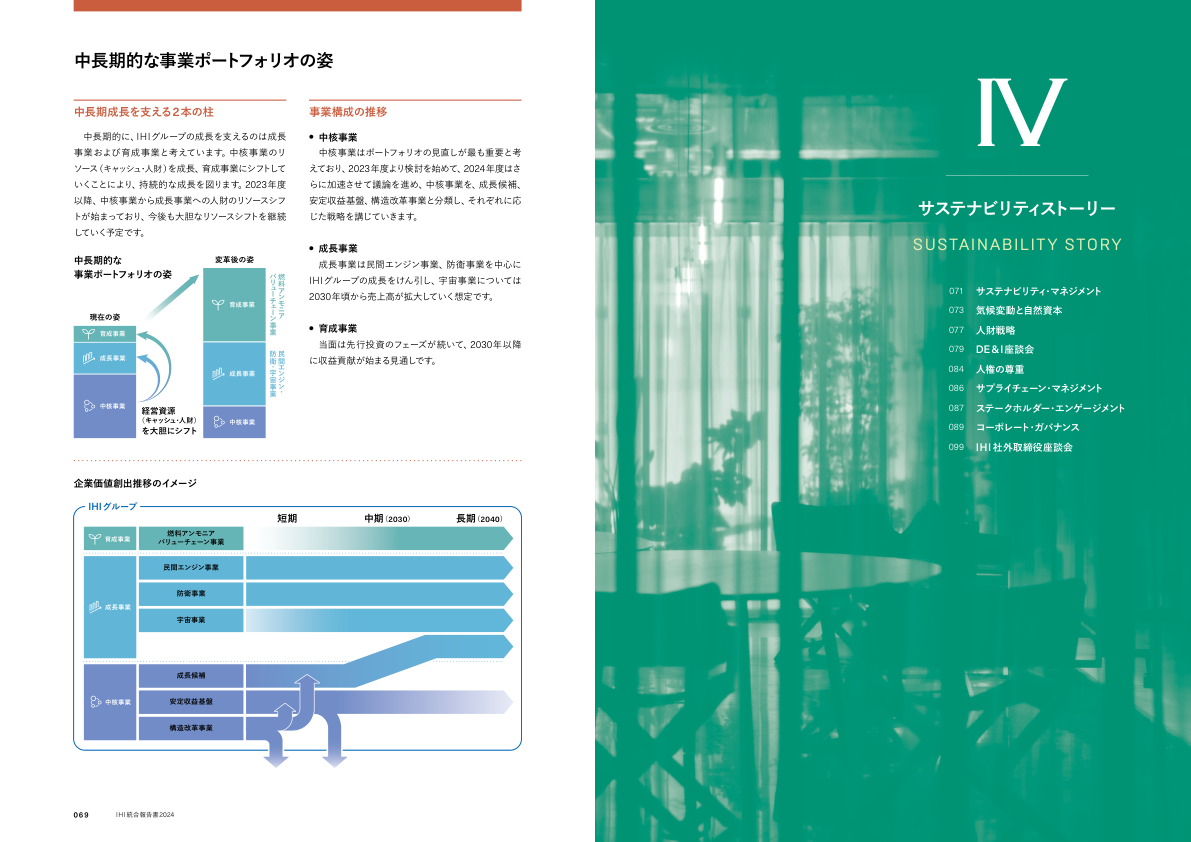 中長期的な事業ポートフォリオの姿
中長期成長を支える2本の柱
中長期的に、IHIグループの成長を支えるのは成長
事業および育成事業と考えています。中核事業のリ
ソース（キャッシュ・人財）を成長、育成事業にシフトして
いくことにより、持続的な成長を図ります。2023年度
以降、中核事業から成長事業への人財のリソースシフ
トが始まっており、今後も大胆なリソースシフトを継続
していく予定です。
中長期的な
事業ポートフォリオの姿
現在の姿
育成事業
成長事業
中核事業
経営資源
（キャッシュ・人財）
を大胆にシフト
変革後の姿
育成事業
成長事業
中核事業
燃料アンモニア
バリューチェーン事業
民間エンジン・
防衛・宇宙事業
事業構成の推移
● 中核事業
中核事業はポートフォリオの見直しが最も重要と考
えており、2023年度より検討を始めて、2024年度はさ
らに加速させて議論を進め、中核事業を、成長候補、
安定収益基盤、構造改革事業と分類し、それぞれに応
じた戦略を講じていきます。
● 成長事業
成長事業は民間エンジン事業、防衛事業を中心に
IHIグループの成長をけん引し、宇宙事業については
2030年頃から売上高が拡大していく想定です。
● 育成事業
当面は先行投資のフェーズが続いて、2030年以降
に収益貢献が始まる見通しです。
企業価値創出推移のイメージ
IHIグループ
短期
中期（2030）
長期（2040）
育成事業
燃料アンモニア
バリューチェーン事業
成長事業
民間エンジン事業
防衛事業
宇宙事業
中核事業
成長候補
安定収益基盤
構造改革事業
069
IHI統合報告書2024
IV
サステナビリティストーリー
SUSTAINABILITY STORY
071 サステナビリティ・マネジメント
073 気候変動と自然資本
077 人財戦略
079 DE&I座談会
084 人権の尊重
086 サプライチェーン・マネジメント
087 ステークホルダー・エンゲージメント
089 コーポレート・ガバナンス
099 IHI社外取締役座談会